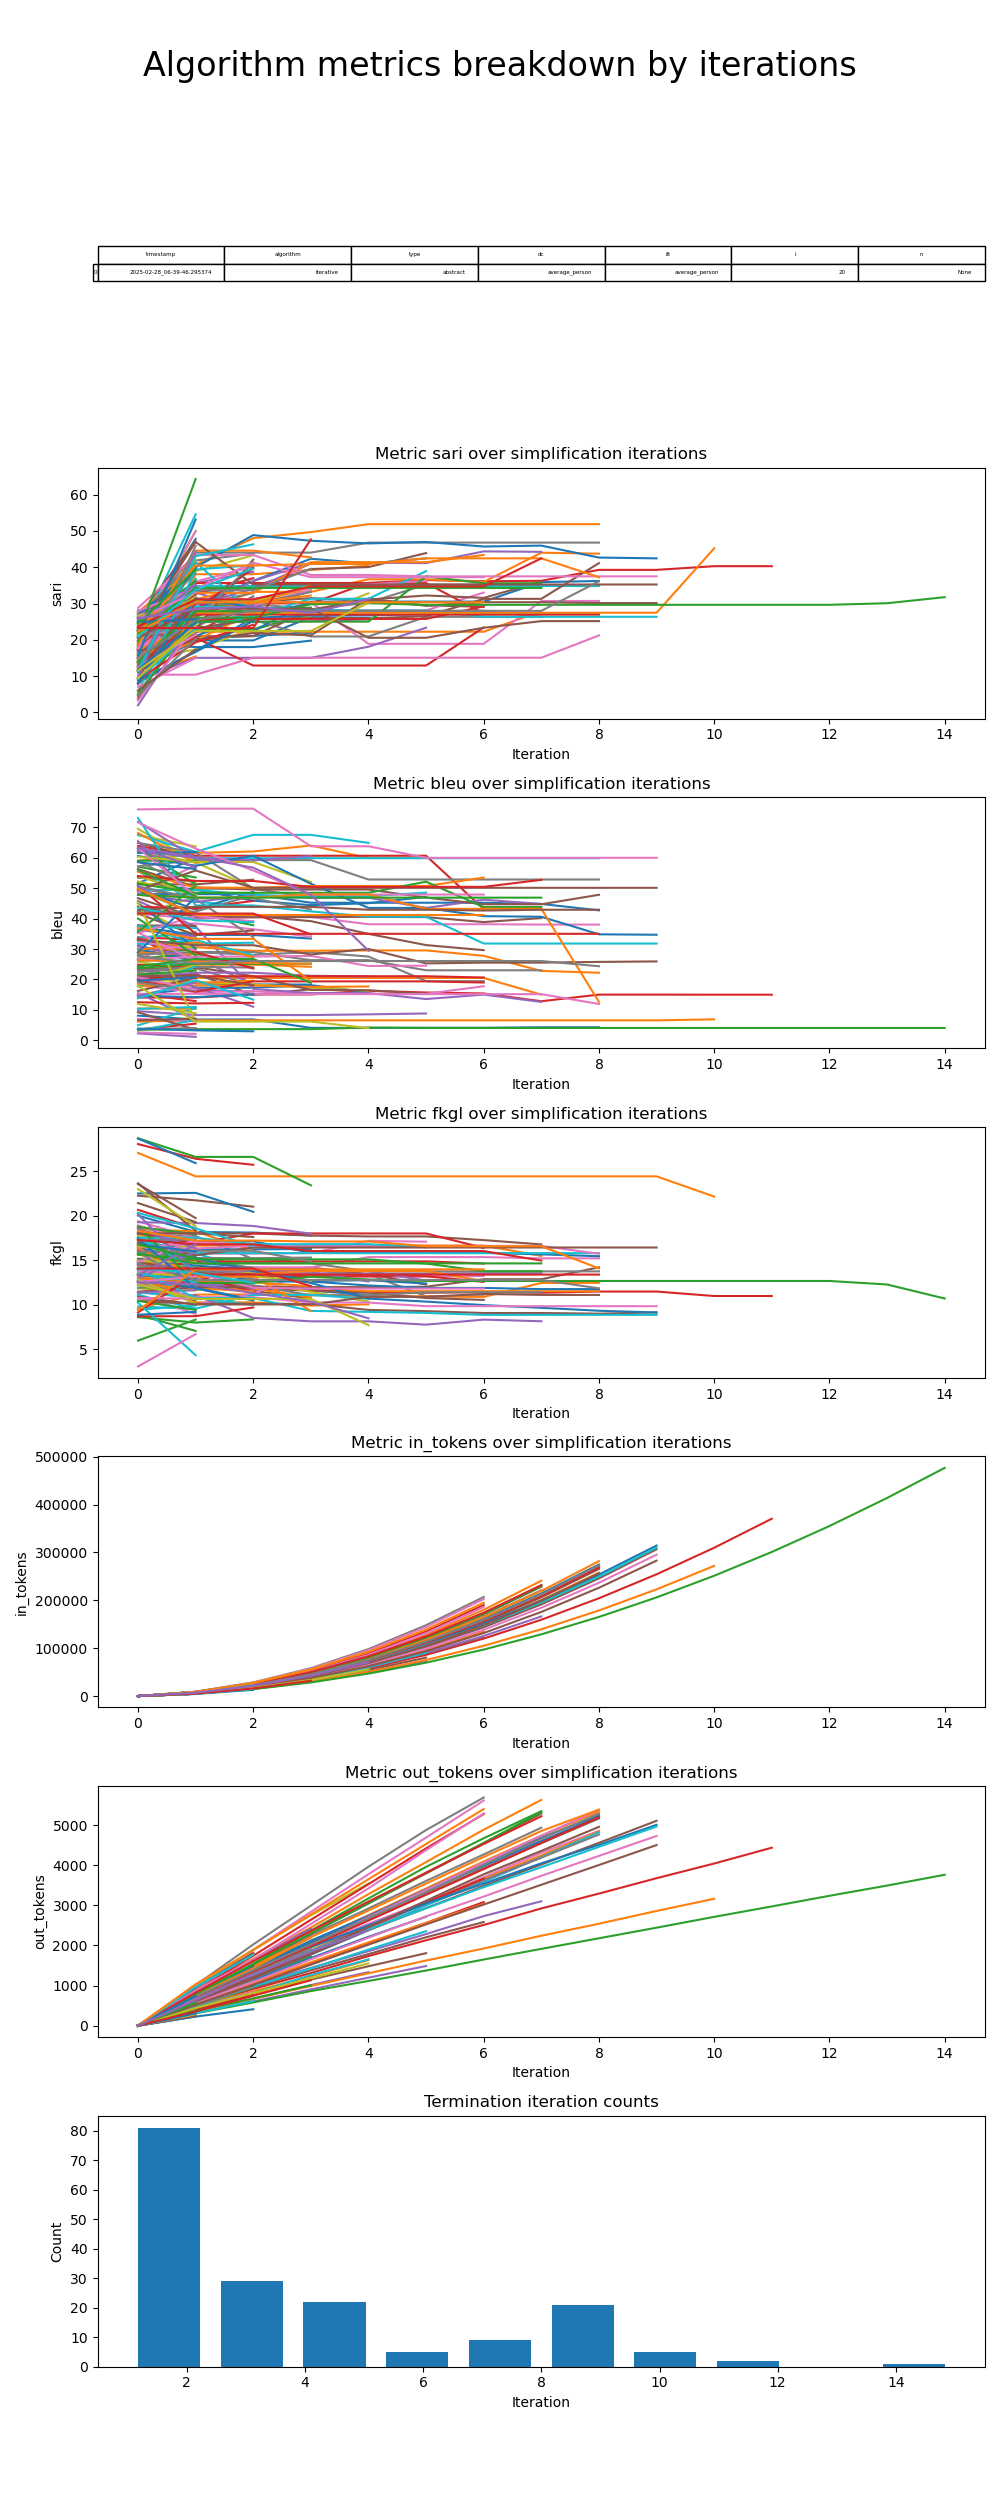 Algorithm metrics breakdown by iterations
timestamp algorithm type dc ilt i n
0 2025-02-28_06-39-46.295374 iterative abstract average_person average_person 20 None
Metric sari over simplification iterations
60
50
40
30
20
10
0
sari
0 2 4 6 8 10 12 14
Iteration
Metric bleu over simplification iterations
70
60
50
40
30
20
10
0
bleu
0 2 4 6 8 10 12 14
Iteration
Metric fkgl over simplification iterations
25
20
15
10
5
fkgl
0 2 4 6 8 10 12 14
Iteration
Metric in_tokens over simplification iterations
500000
400000
300000
200000
100000
0
in_tokens
0 2 4 6 8 10 12 14
Iteration
Metric out_tokens over simplification iterations
5000
4000
3000
2000
1000
0
out_tokens
0 2 4 6 8 10 12 14
Iteration
Termination iteration counts
80
70
60
50
40
30
20
10
0
Count
2 4 6 8 10 12 14
Iteration